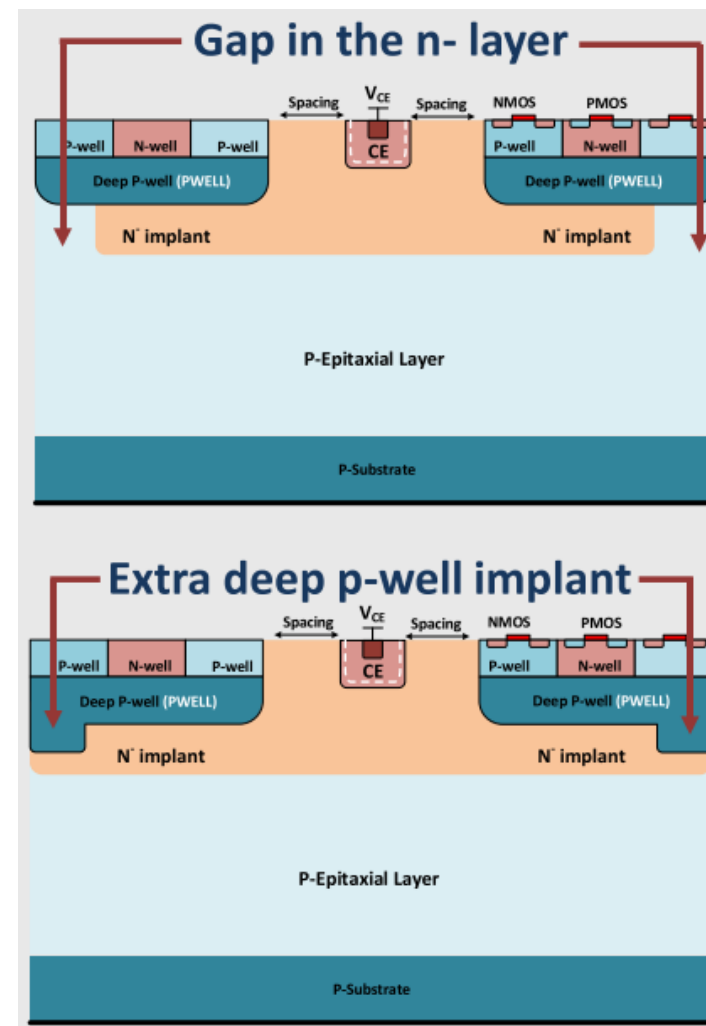 Gap in the n- layer
Spacing VCE Spacing NMOS PMOS
CE
P-well N-well P-well P-well N-well
Deep P-well (PWELL) Deep P-well (PWELL)
N- implant N- implant
P-Epitaxial Layer
P-Substrate
Extra deep p-well implant
Spacing VCE Spacing NMOS PMOS
CE
P-well N-well P-well P-well N-well
Deep P-well (PWELL) Deep P-well (PWELL)
N- implant N- implant
P-Epitaxial Layer
P-Substrate